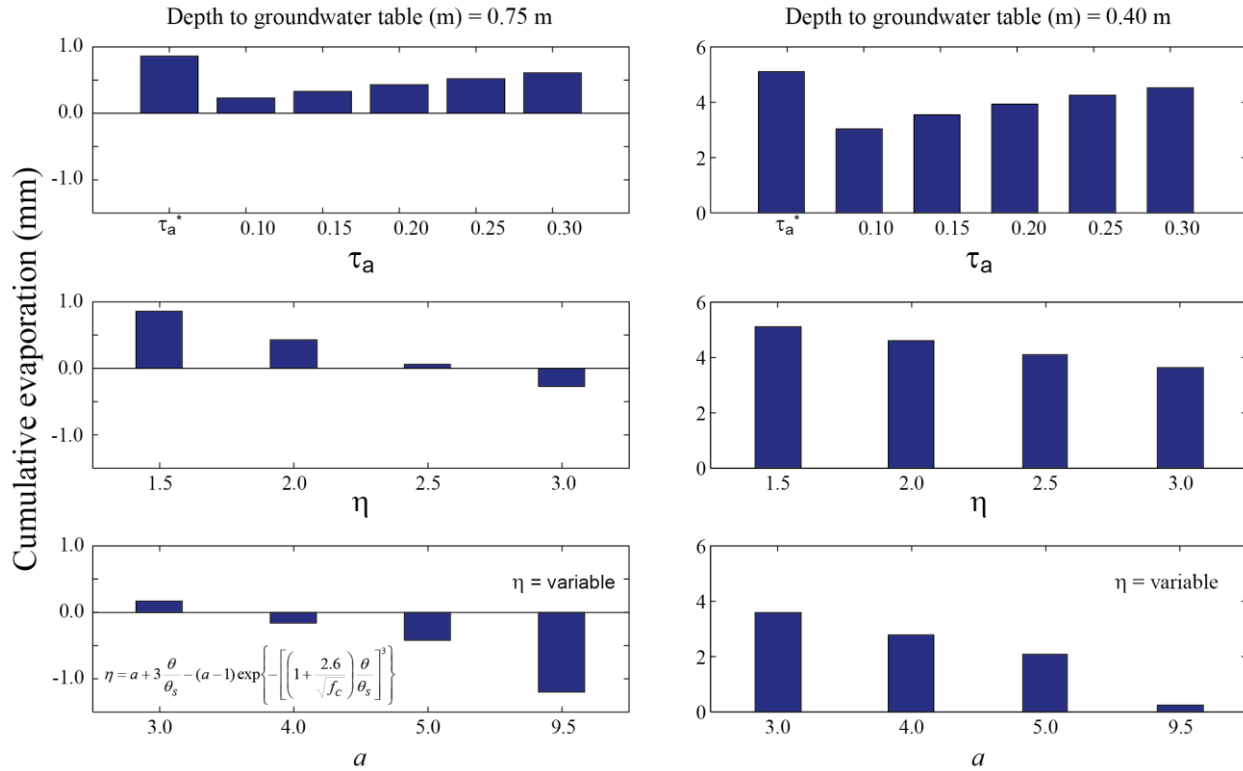 Depth to groundwater table (m) = 0.75 m
Depth to groundwater table (m) = 0.40 m
Cumulative evaporation (mm)
1.0
0.0
-1.0
τa* 0.10 0.15 0.20 0.25 0.30
τa
6
4
2
0
τa* 0.10 0.15 0.20 0.25 0.30
τa
1.0
0.0
-1.0
1.5 2.0 2.5 3.0
η
6
4
2
0
1.5 2.0 2.5 3.0
η
1.0
0.0
-1.0
η = variable
η = a + 3 θ/θS − (a − 1) exp{−[(1 + 2.6/√fc) θ/θS]^3}
3.0 4.0 5.0 9.5
a
6
4
2
0
η = variable
3.0 4.0 5.0 9.5
a